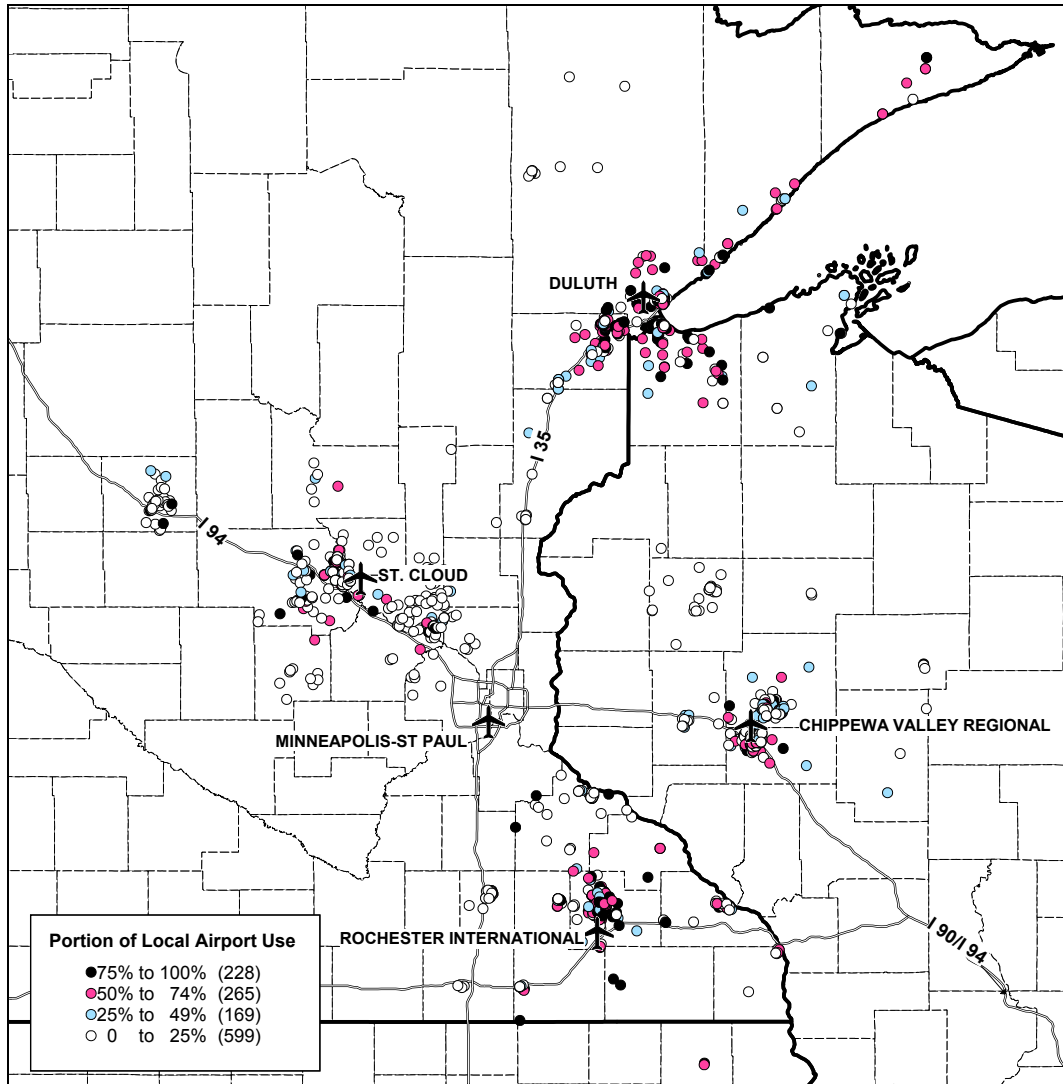 DULUTH
I 35
I 94
ST. CLOUD
MINNEAPOLIS-ST PAUL
CHIPPEWA VALLEY REGIONAL
ROCHESTER INTERNATIONAL
I 90/I 94
Portion of Local Airport Use
75% to 100% (228)
50% to 74% (265)
25% to 49% (169)
0 to 25% (599)